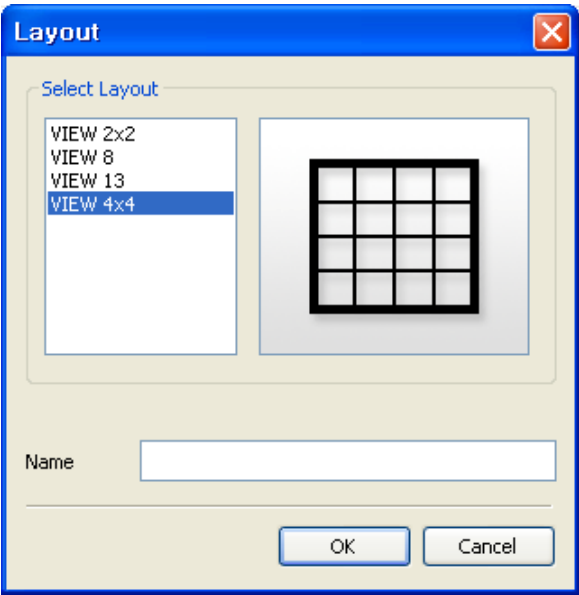 Layout
Select Layout
VIEW 2x2
VIEW 8
VIEW 13
VIEW 4x4
Name
OK
Cancel